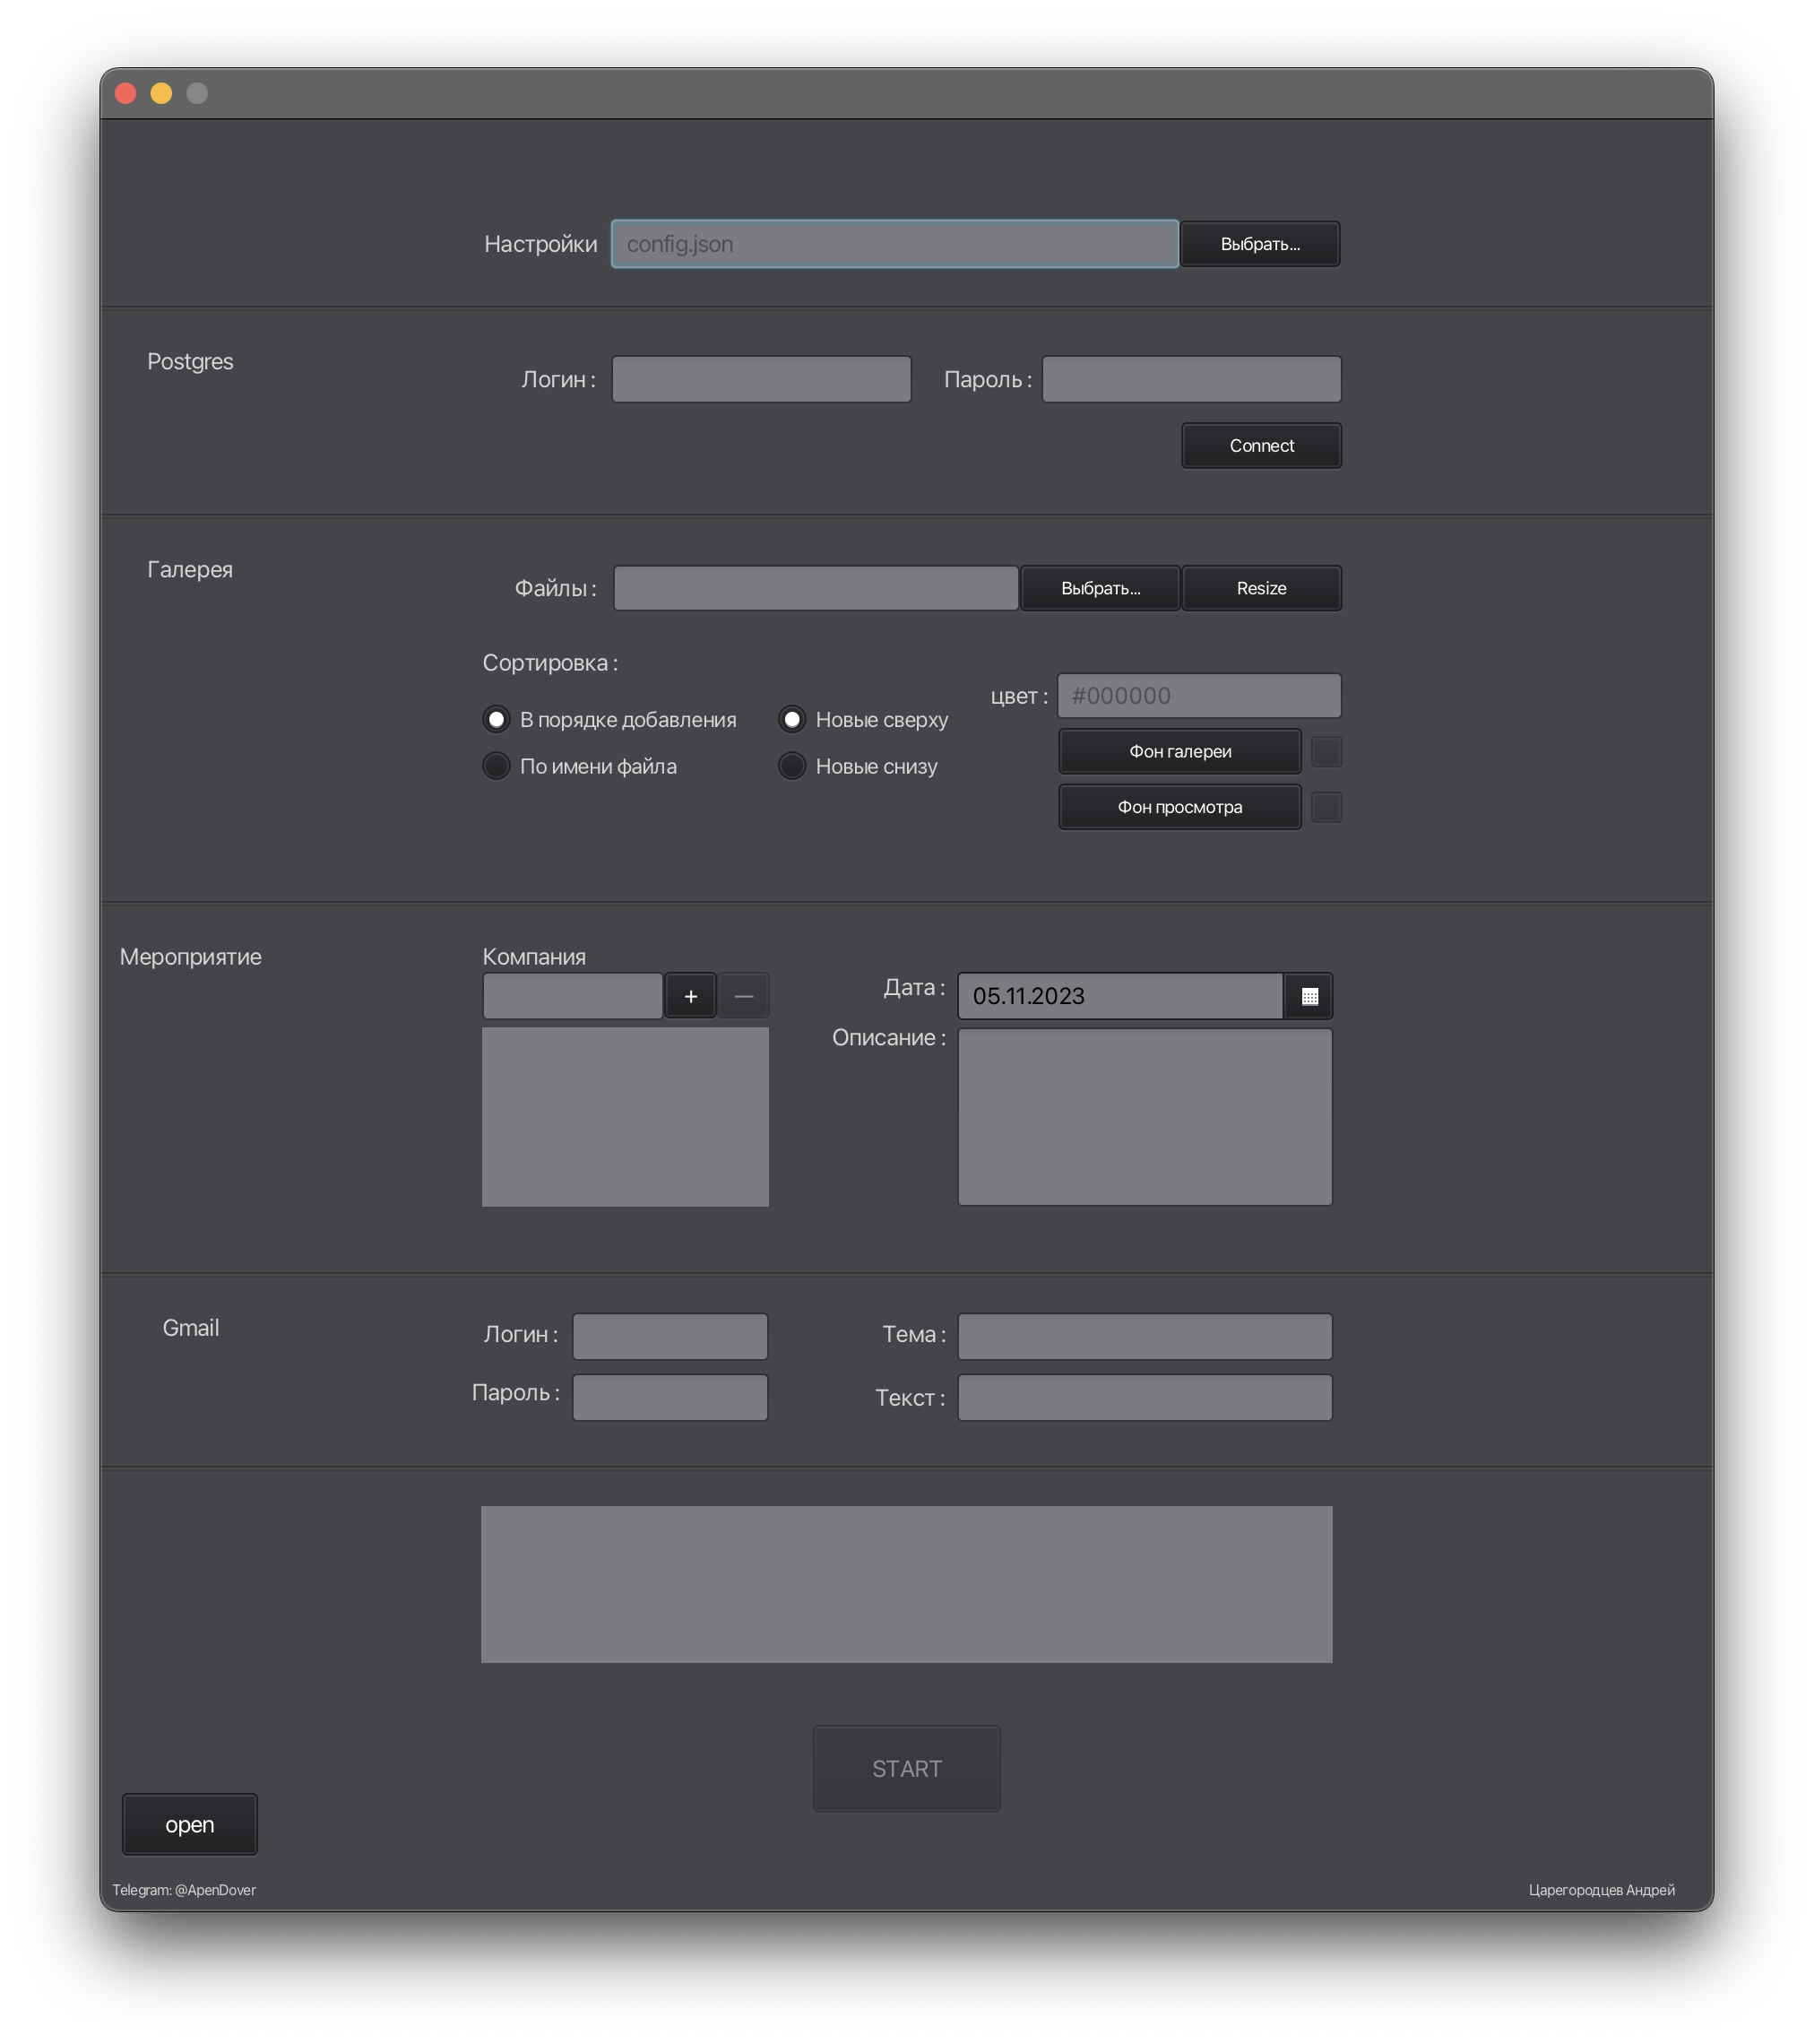 Настройки config.json Выбрать...
Postgres
Логин : Пароль :
Connect
Галерея
Файлы : Выбрать... Resize
Сортировка :
цвет : #000000
В порядке добавления Новые сверху
Фон галереи
По имени файла Новые снизу
Фон просмотра
Мероприятие Компания
+ —
Дата : 05.11.2023
Описание :
Gmail
Логин : Тема :
Пароль : Текст :
START
open
Telegram: @ApenDover Царегородцев Андрей